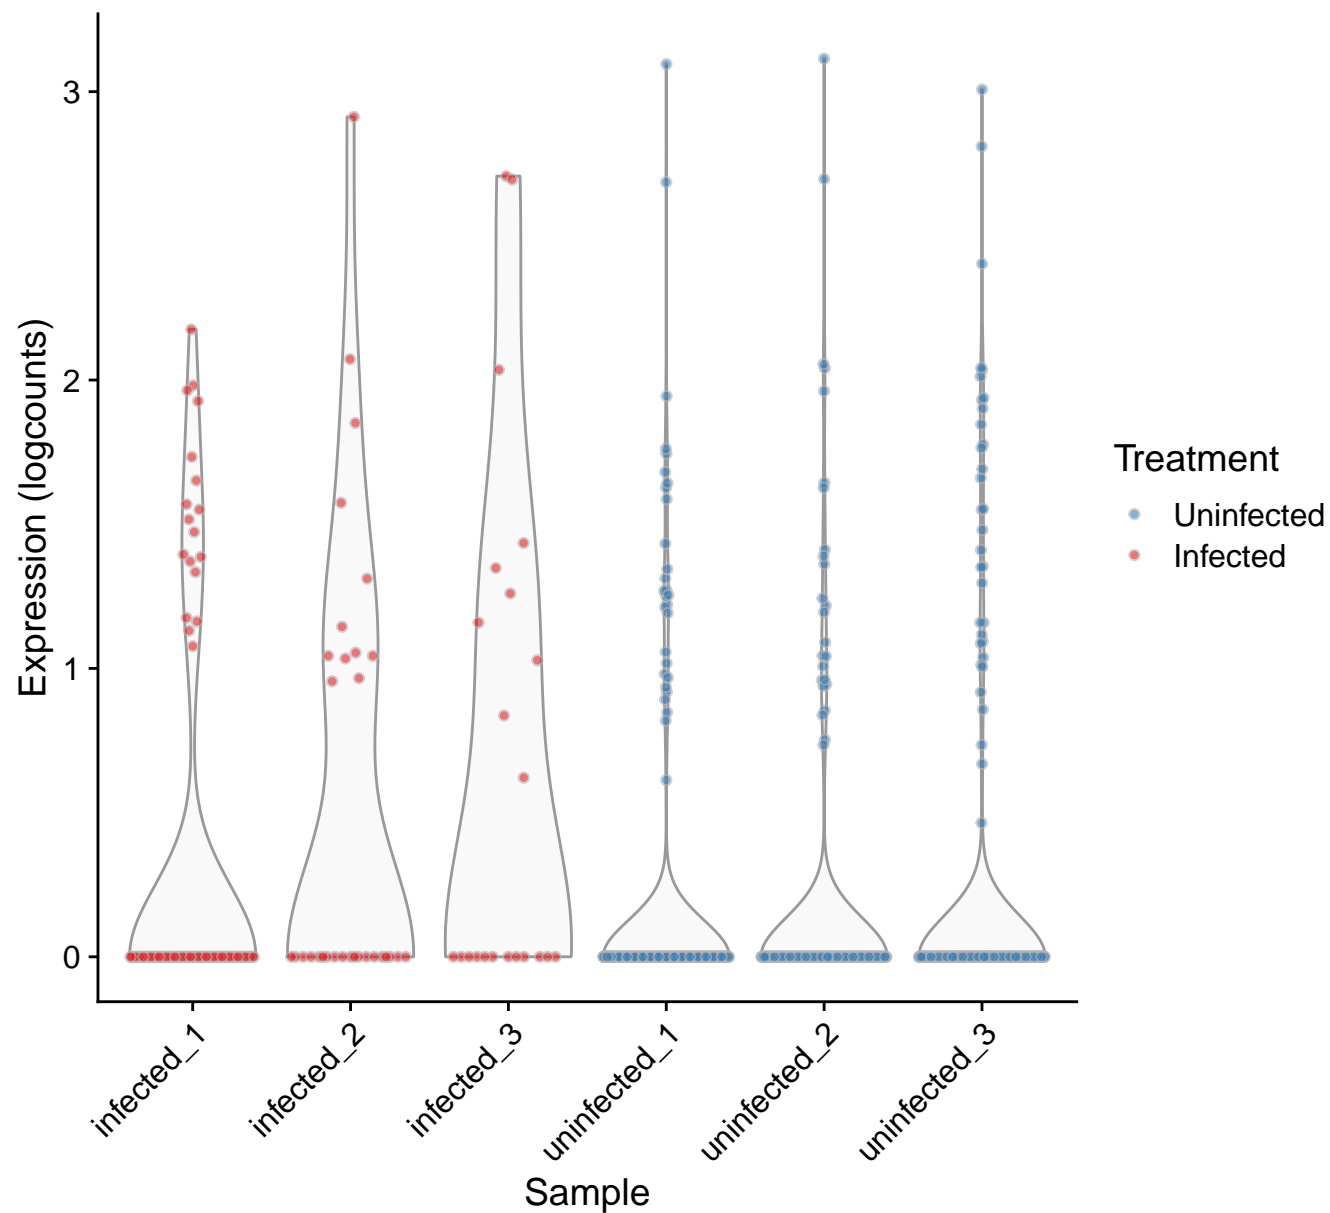 Expression (logcounts)
3
2
1
0
infected_1
infected_2
infected_3
uninfected_1
uninfected_2
uninfected_3
Sample
Treatment
Uninfected
Infected